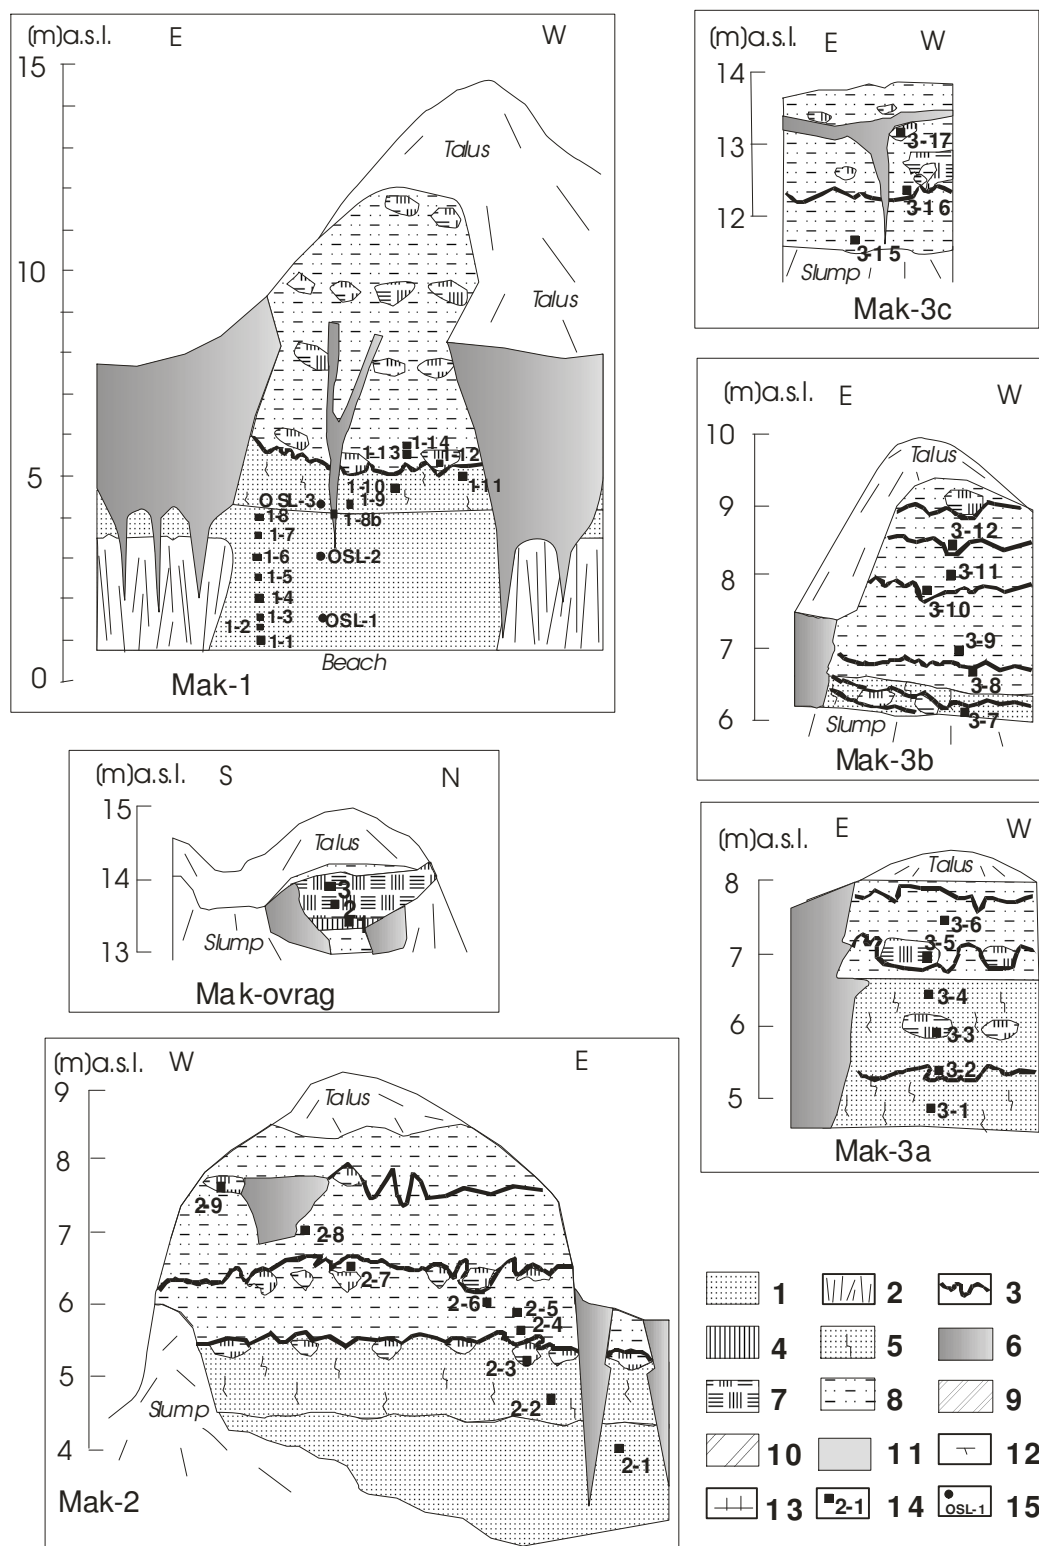 (m)a.s.l. E W
15
10
5
0
Talus
Talus
1-14
1-13
1-12
1-10
1-11
OSL-3
1-9
1-8
1-8b
1-7
1-6
OSL-2
1-5
1-4
1-3
OSL-1
1-2
1-1
Beach
Mak-1
(m)a.s.l. E W
14
13
12
3-17
3-16
3-15
Slump
Mak-3c
(m)a.s.l. E W
10
9
8
7
6
Talus
3-12
3-11
3-10
3-9
3-8
3-7
Slump
Mak-3b
(m)a.s.l. S N
15
14
13
Talus
3
2
1
Slump
Mak-ovrag
(m)a.s.l. E W
8
7
6
5
Talus
3-6
3-5
3-4
3-3
3-2
3-1
Mak-3a
(m)a.s.l. W E
9
8
7
6
5
4
Talus
2-9
2-8
2-7
2-6
2-5
2-4
2-3
2-2
2-1
Slump
Mak-2
1 2 3
4 5 6
7 8 9
10 11 12
13 2-1 14 OSL-1 15